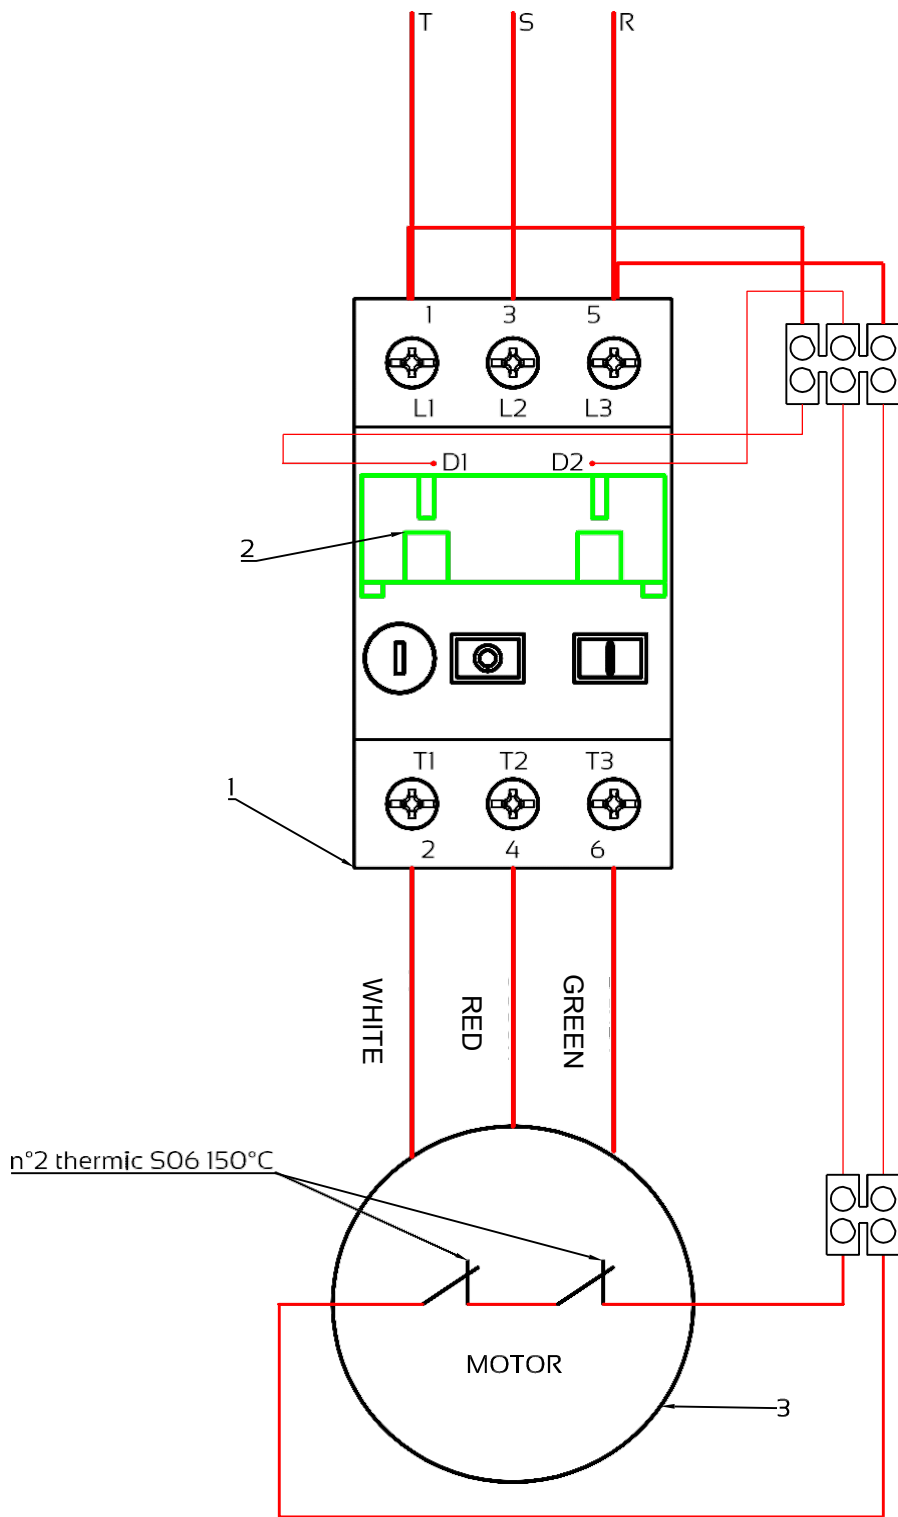 T S R
1 3 5
L1 L2 L3
D1 D2
2
T1 T2 T3
1
2 4 6
WHITE
RED
GREEN
n°2 thermic S06 150°C
MOTOR
3